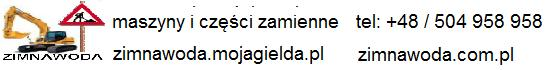 maszyny i części zamienne tel: +48 / 504 958 958
ZIMNAWODA zimnawoda.mojagielda.pl zimnawoda.com.pl